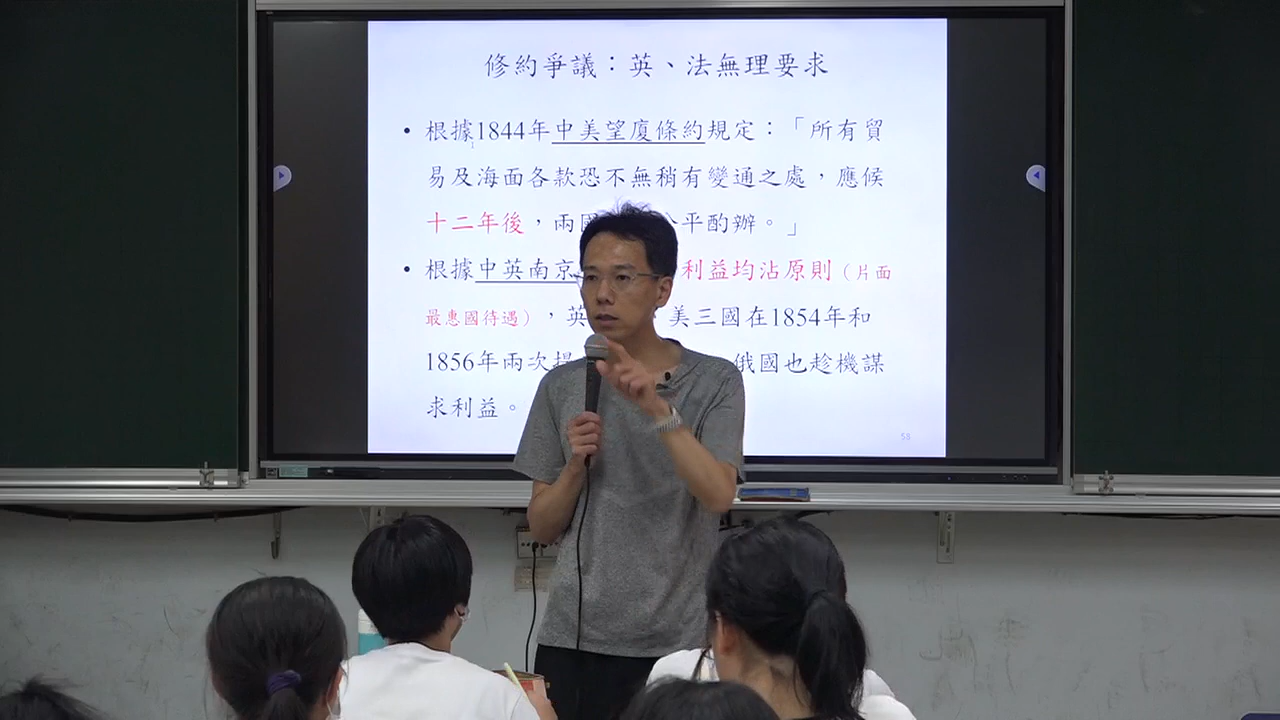 修約爭議：英、法無理要求
• 根據1844年中美望廈條約規定：「所有貿
易及海面各款恐不無稍有變通之處，應候
十二年後，兩 公平酌辦。」
• 根據中英南京 利益均沾原則（片面
最惠國待遇），英 美三國在1854年和
1856年兩次 俄國也趁機謀
求利益。
58